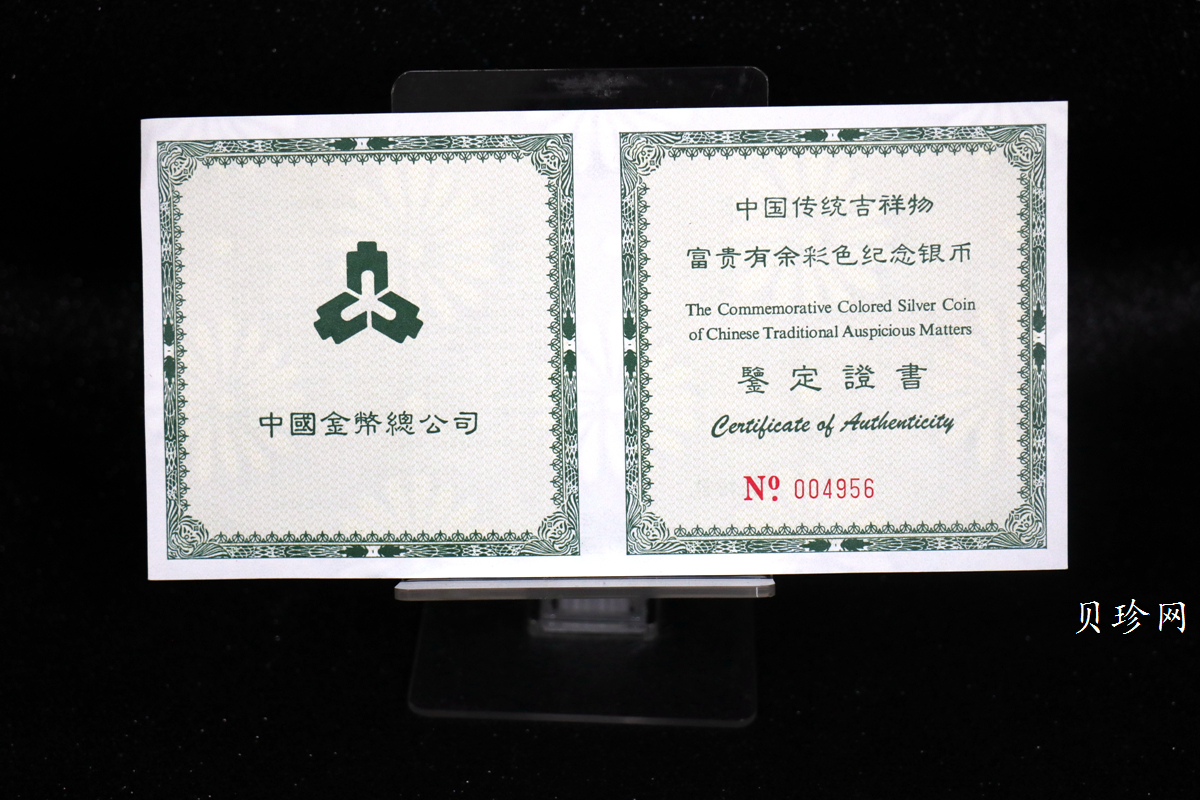 中國金幣總公司
中国传统吉祥物
富贵有余彩色纪念银币
The Commemorative Colored Silver Coin
of Chinese Traditional Auspicious Matters
鑒定證書
Certificate of Authenticity
Nº. 004956
贝珍网